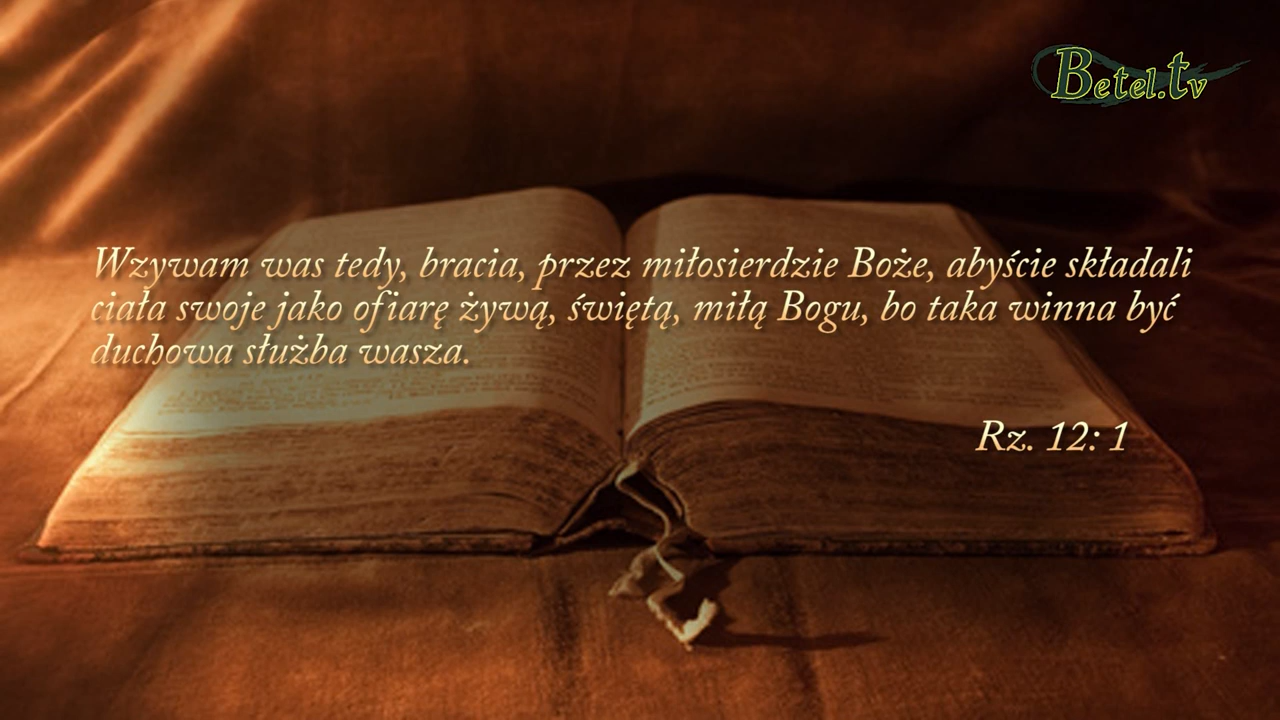 Betel.tv
Wzywam was tedy, bracia, przez miłosierdzie Boże, abyście składali
ciała swoje jako ofiarę żywą, świętą, miłą Bogu, bo taka winna być
duchowa służba wasza.
Rz. 12: 1